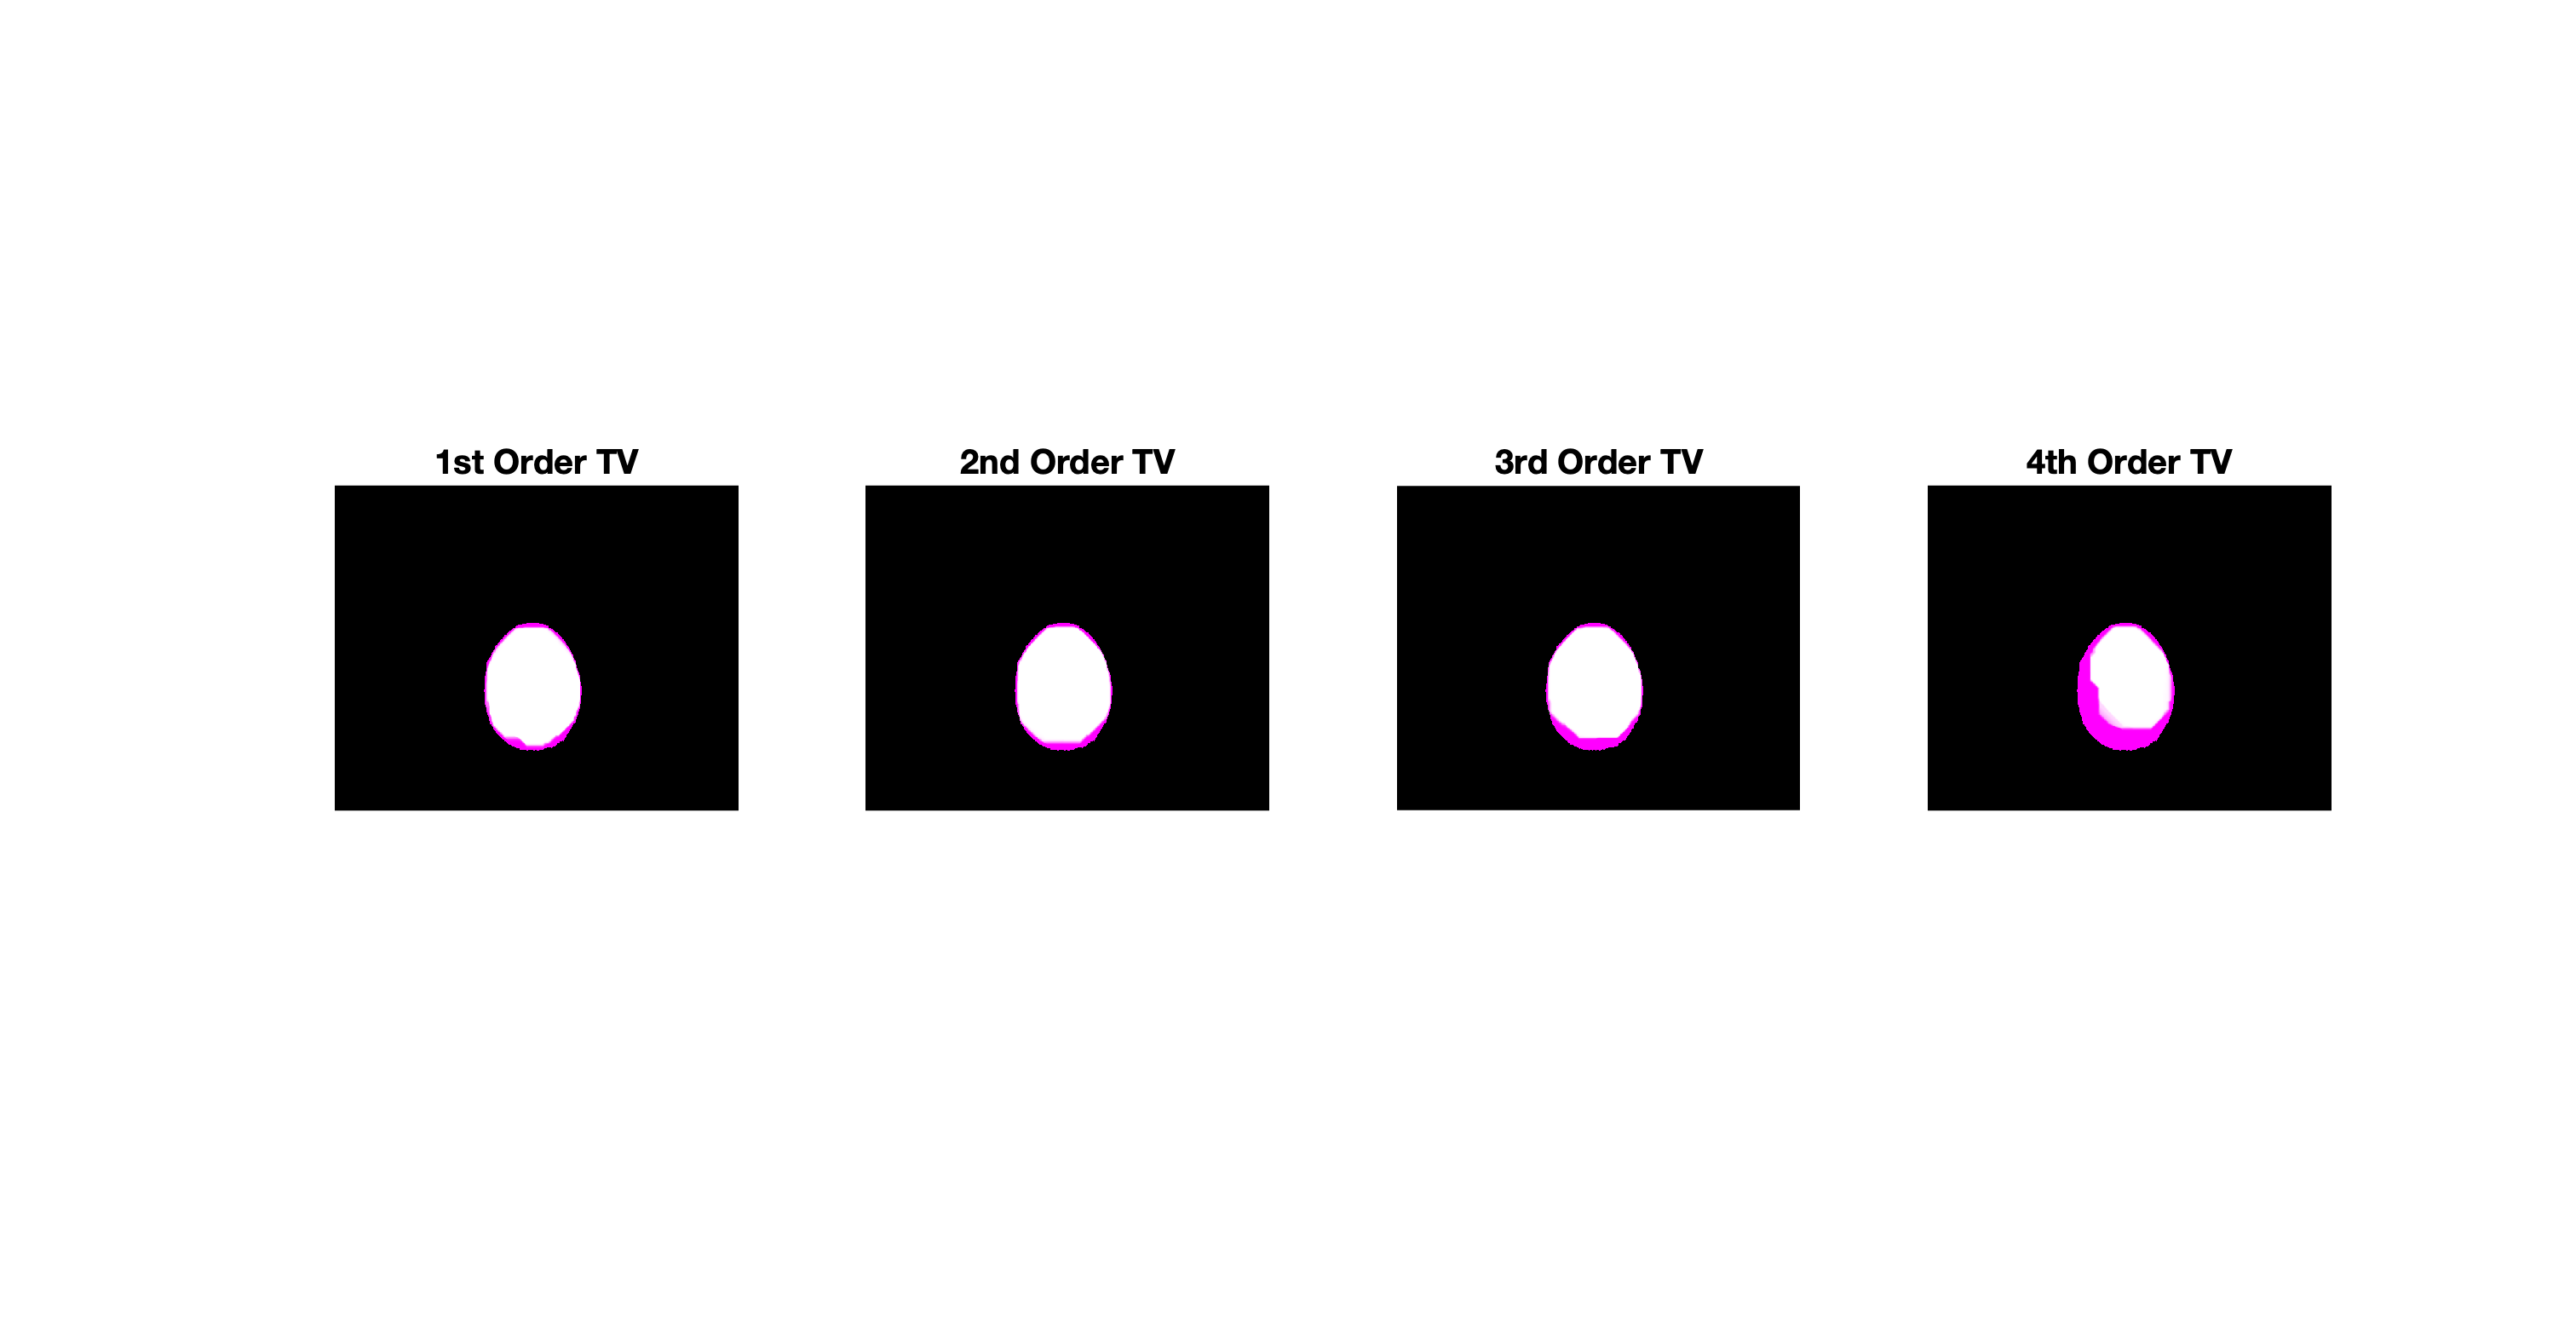 1st Order TV
2nd Order TV
3rd Order TV
4th Order TV